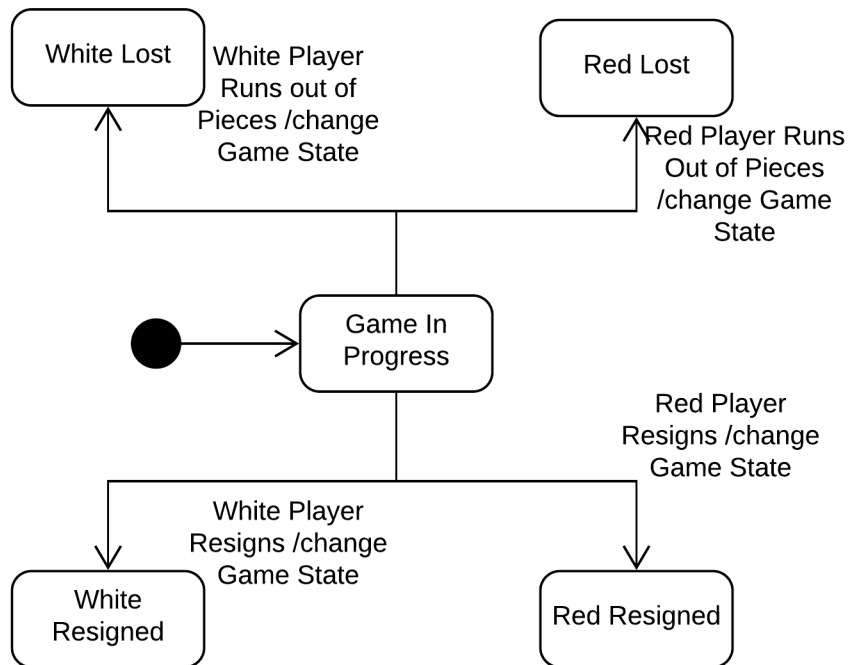 White Lost
White Player
Runs out of
Pieces /change
Game State
Red Lost
Red Player Runs
Out of Pieces
/change Game
State
Game In
Progress
Red Player
Resigns /change
Game State
White Player
Resigns /change
Game State
White
Resigned
Red Resigned